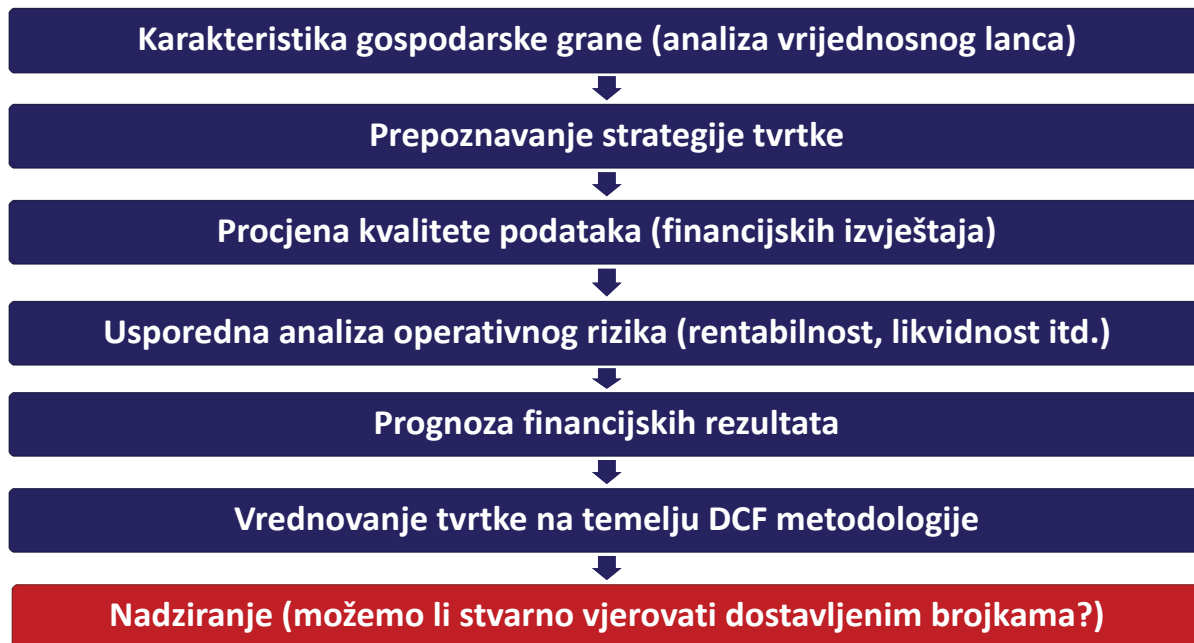 Karakteristika gospodarske grane (analiza vrijednosnog lanca)
Prepoznavanje strategije tvrtke
Procjena kvalitete podataka (financijskih izvještaja)
Usporedna analiza operativnog rizika (rentabilnost, likvidnost itd.)
Prognoza financijskih rezultata
Vrednovanje tvrtke na temelju DCF metodologije
Nadziranje (možemo li stvarno vjerovati dostavljenim brojkama?)